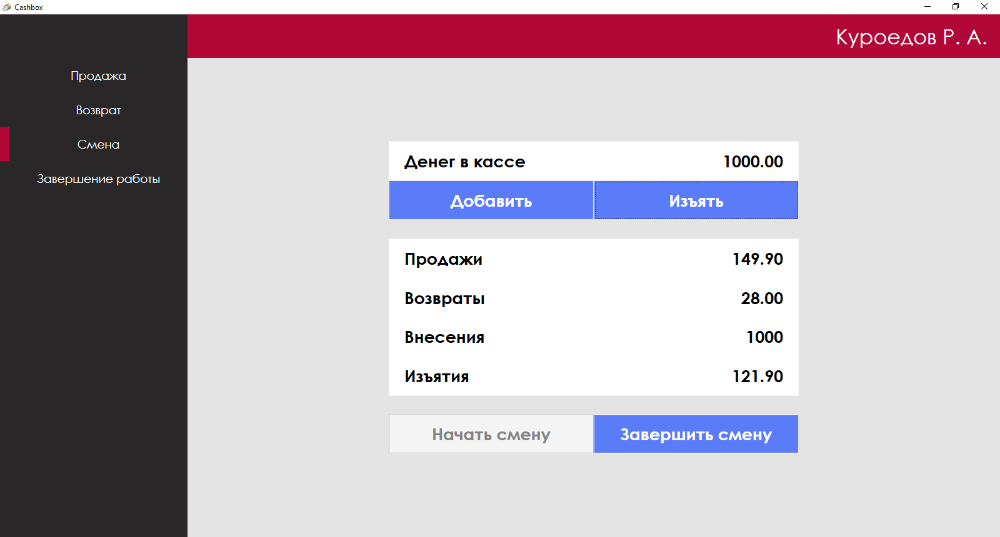 Cashbox
Куроедов Р. А.
Продажа
Возврат
Смена
Завершение работы
Денег в кассе 1000.00
Добавить Изъять
Продажи 149.90
Возвраты 28.00
Внесения 1000
Изъятия 121.90
Начать смену Завершить смену